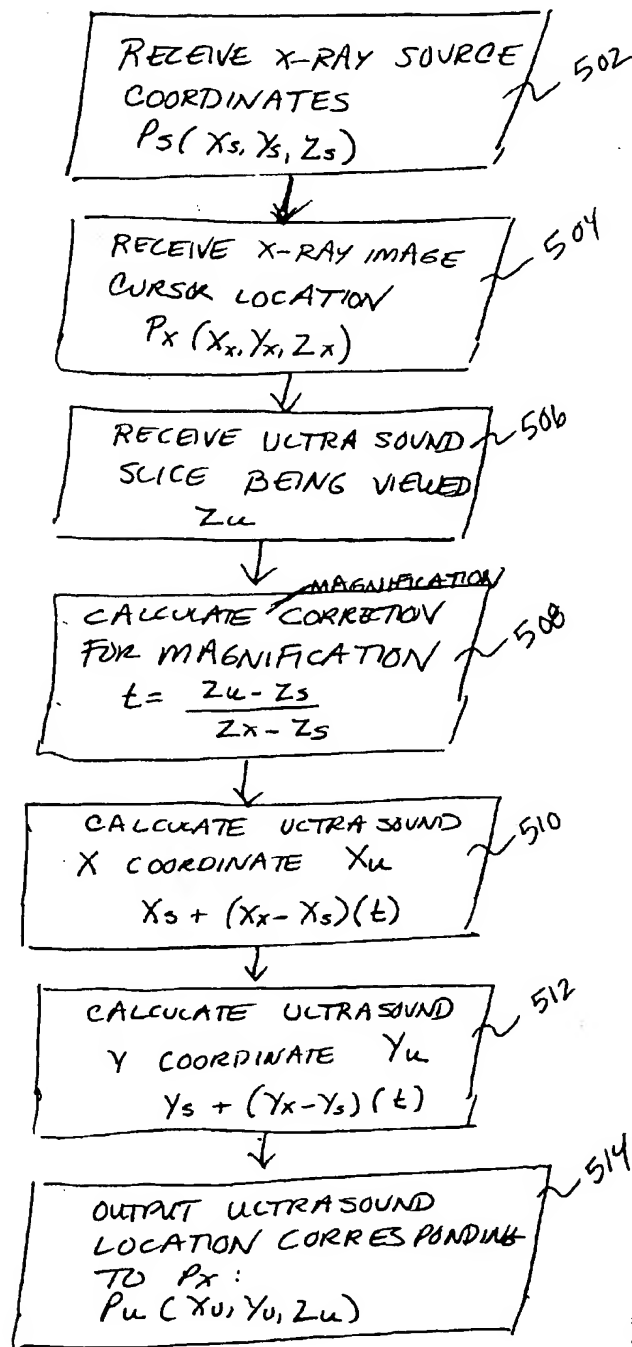 RECEIVE X-RAY SOURCE
COORDINATES
Ps (Xs, Ys, Zs)
502
RECEIVE X-RAY IMAGE
CURSOR LOCATION
Px (Xx, Yx, Zx)
504
RECEIVE ULTRA SOUND
SLICE BEING VIEWED
Zu
506
MAGNIFICATION
CALCULATE CORRECTION
FOR MAGNIFICATION
t = Zu - Zs
Zx - Zs
508
CALCULATE ULTRASOUND
X COORDINATE Xu
Xs + (Xx - Xs)(t)
510
CALCULATE ULTRASOUND
Y COORDINATE Yu
Ys + (Yx - Ys)(t)
512
OUTPUT ULTRASOUND
LOCATION CORRESPONDING
TO Px :
Pu (Xu, Yu, Zu)
514